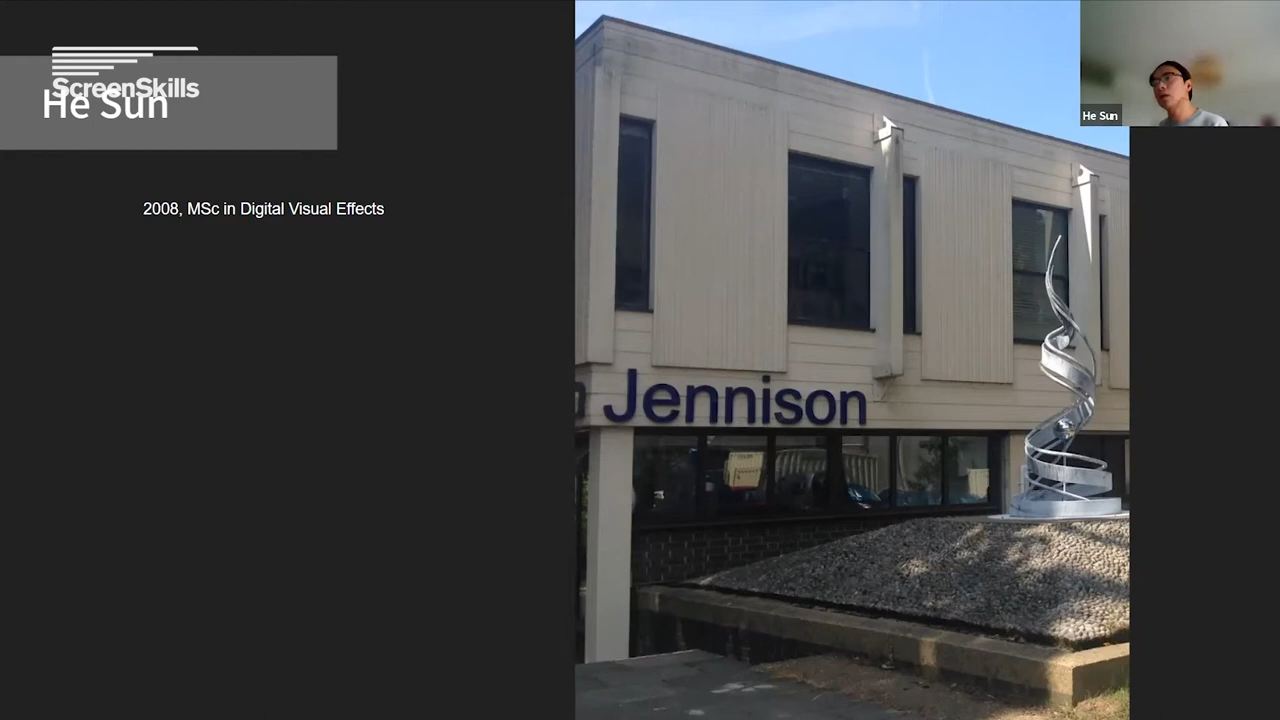 ScreenSkills
He Sun
2008, MSc in Digital Visual Effects
Jennison
He Sun